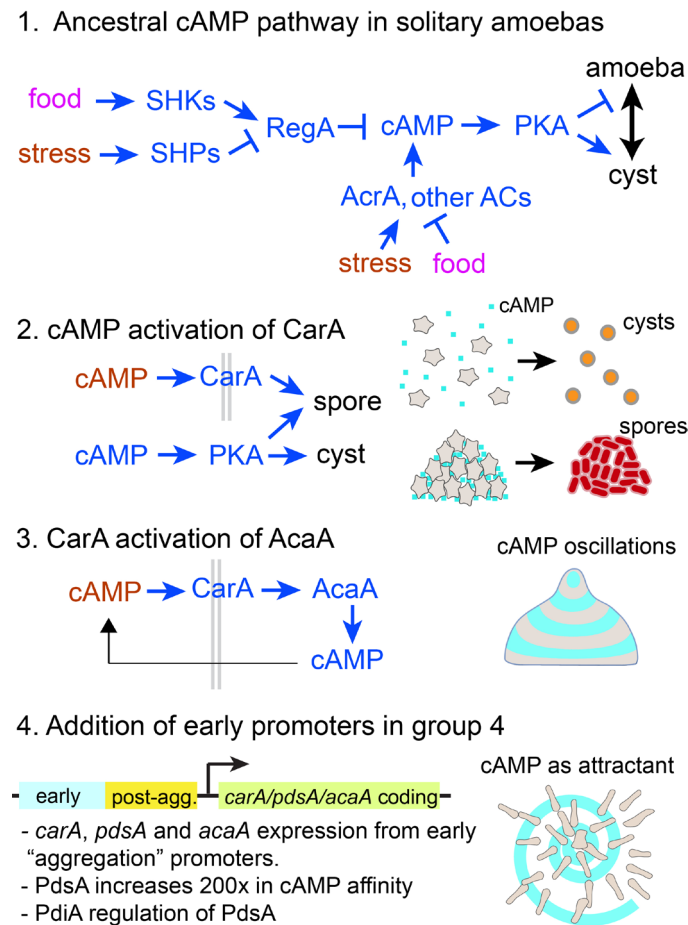 1. Ancestral cAMP pathway in solitary amoebas
amoeba
food SHKs
RegA cAMP PKA
stress SHPs
cyst
AcrA, other ACs
stress food
2. cAMP activation of CarA
cAMP
cysts
cAMP CarA
spore
spores
cAMP PKA cyst
3. CarA activation of AcaA
cAMP oscillations
cAMP CarA AcaA
cAMP
4. Addition of early promoters in group 4
cAMP as attractant
early post-agg. carA/pdsA/acaA coding
- carA, pdsA and acaA expression from early
“aggregation” promoters.
- PdsA increases 200x in cAMP affinity
- PdiA regulation of PdsA